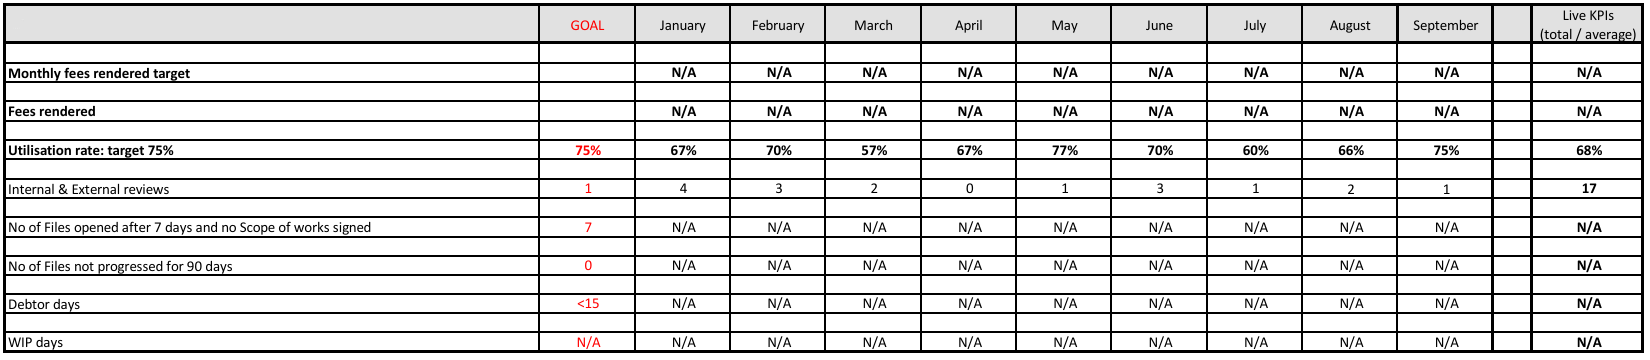 GOAL January February March April May June July August September Live KPIs
(total / average)
Monthly fees rendered target N/A N/A N/A N/A N/A N/A N/A N/A N/A N/A
Fees rendered N/A N/A N/A N/A N/A N/A N/A N/A N/A N/A
Utilisation rate: target 75% 75% 67% 70% 57% 67% 77% 70% 60% 66% 75% 68%
Internal & External reviews 1 4 3 2 0 1 3 1 2 1 17
No of Files opened after 7 days and no Scope of works signed 7 N/A N/A N/A N/A N/A N/A N/A N/A N/A N/A
No of Files not progressed for 90 days 0 N/A N/A N/A N/A N/A N/A N/A N/A N/A N/A
Debtor days <15 N/A N/A N/A N/A N/A N/A N/A N/A N/A N/A
WIP days N/A N/A N/A N/A N/A N/A N/A N/A N/A N/A N/A